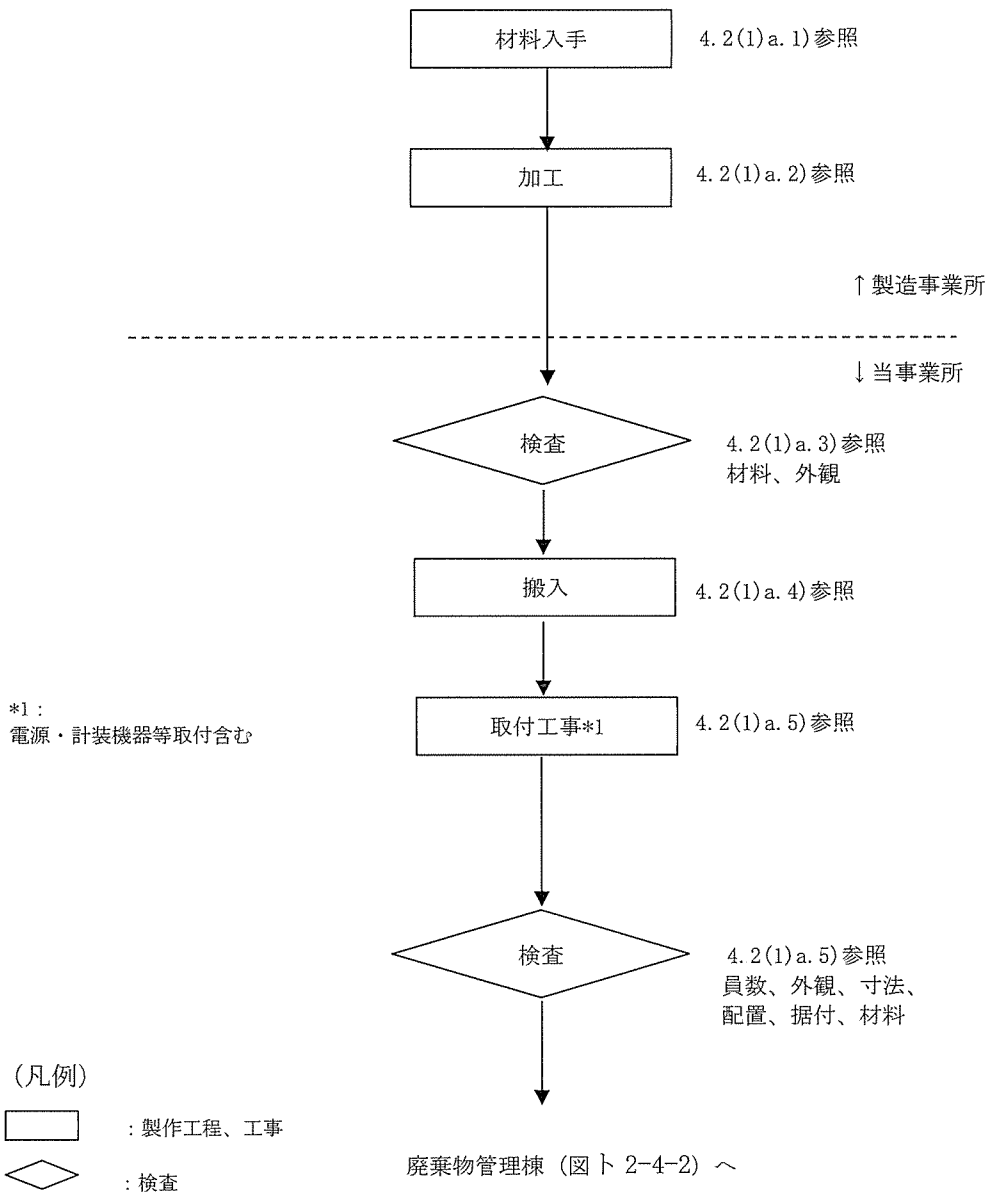 材料入手
4.2(1)a.1)参照
加工
4.2(1)a.2)参照
↑製造事業所
↓当事業所
検査
4.2(1)a.3)参照
材料、外観
搬入
4.2(1)a.4)参照
*1：
電源・計装機器等取付含む
取付工事*1
4.2(1)a.5)参照
検査
4.2(1)a.5)参照
員数、外観、寸法、
配置、据付、材料
(凡例)
：製作工程、工事
：検査
廃棄物管理棟（図ト 2-4-2）へ